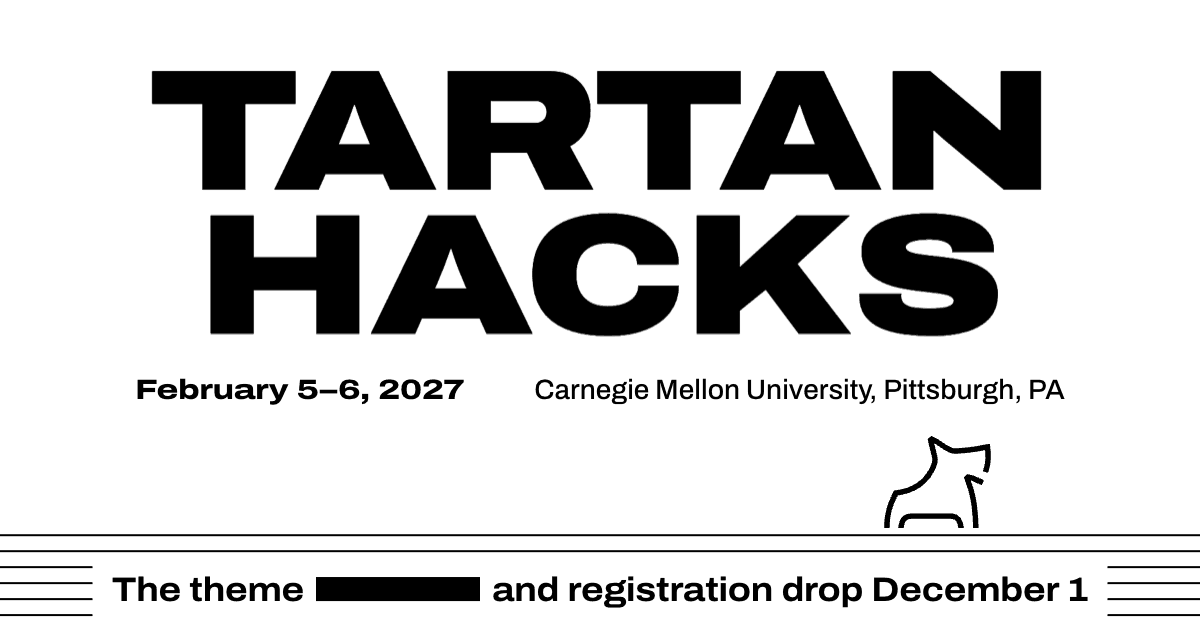 TARTAN
HACKS
February 5–6, 2027
Carnegie Mellon University, Pittsburgh, PA
The theme and registration drop December 1